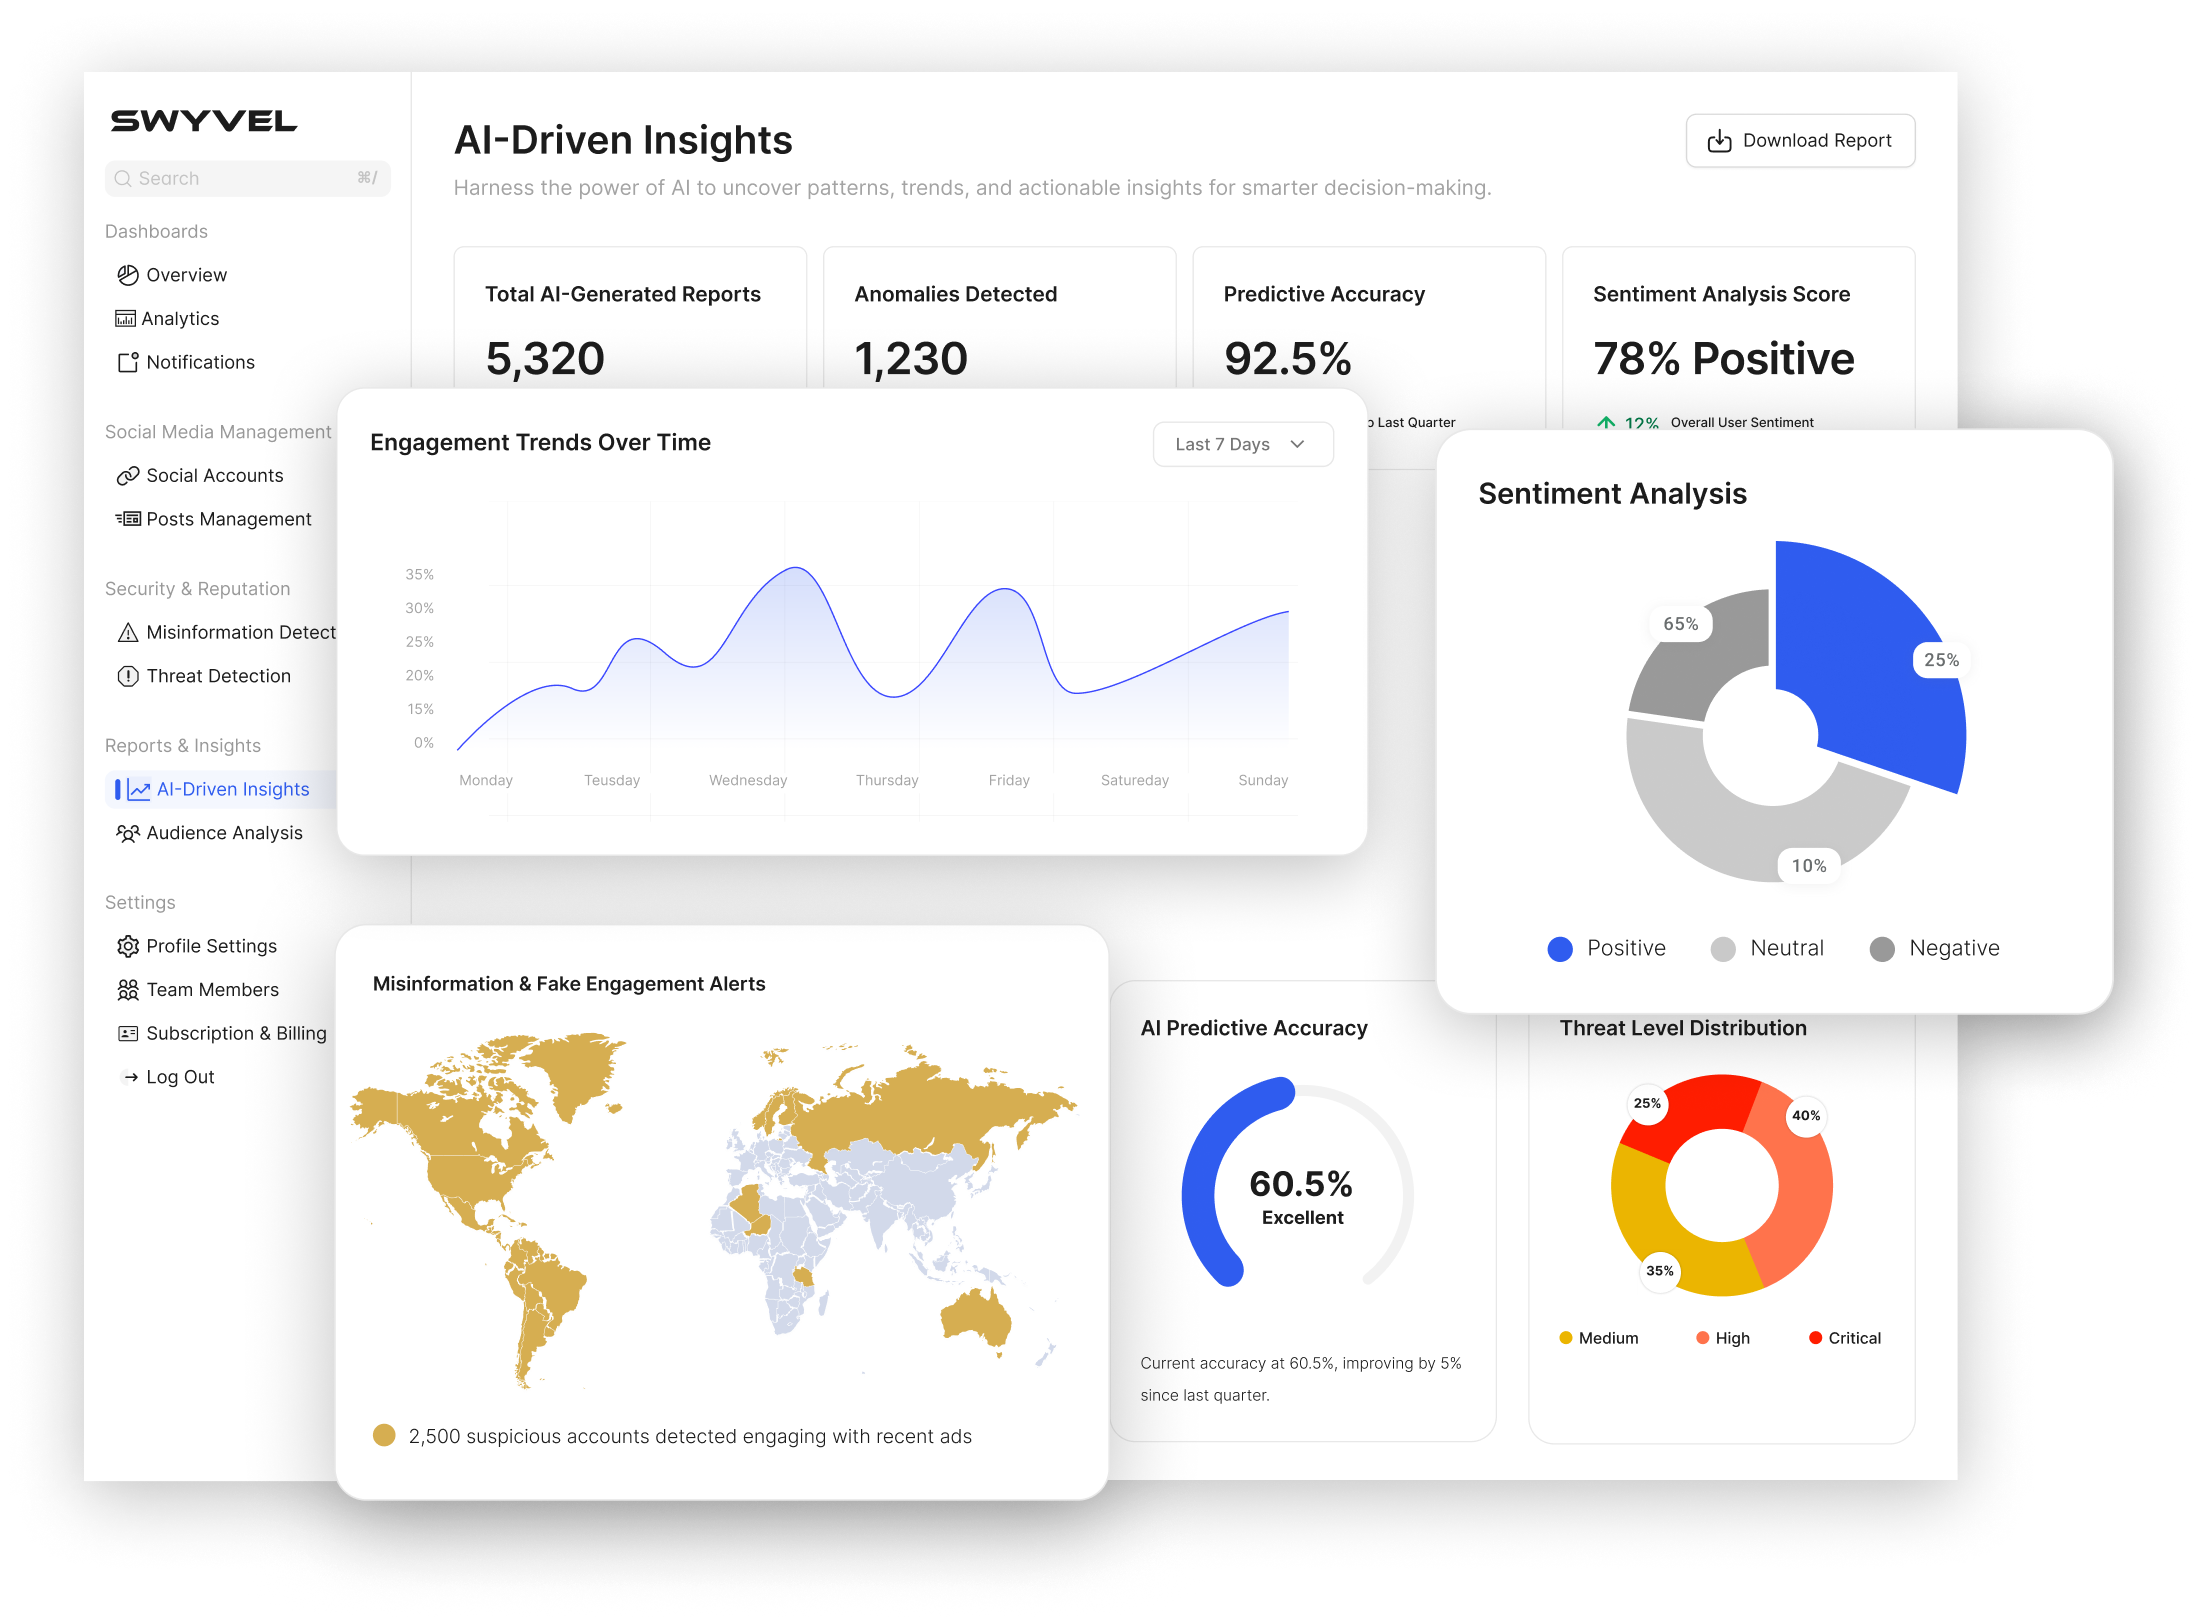 SWYVEL
Search ⌘/
Dashboards
Overview
Analytics
Notifications
Social Media Management
Social Accounts
Posts Management
Security & Reputation
Misinformation Detect
Threat Detection
Reports & Insights
AI-Driven Insights
Audience Analysis
Settings
Profile Settings
Team Members
Subscription & Billing
Log Out
AI-Driven Insights
Download Report
Harness the power of AI to uncover patterns, trends, and actionable insights for smarter decision-making.
Total AI-Generated Reports
5,320
Anomalies Detected
1,230
Predictive Accuracy
92.5%
o Last Quarter
Sentiment Analysis Score
78% Positive
12% Overall User Sentiment
Engagement Trends Over Time
Last 7 Days
35%
30%
25%
20%
15%
0%
Monday Teusday Wednesday Thursday Friday Satureday Sunday
Sentiment Analysis
65%
25%
10%
Positive Neutral Negative
Misinformation & Fake Engagement Alerts
2,500 suspicious accounts detected engaging with recent ads
AI Predictive Accuracy
60.5%
Excellent
Current accuracy at 60.5%, improving by 5%
since last quarter.
Threat Level Distribution
25%
40%
35%
Medium High Critical